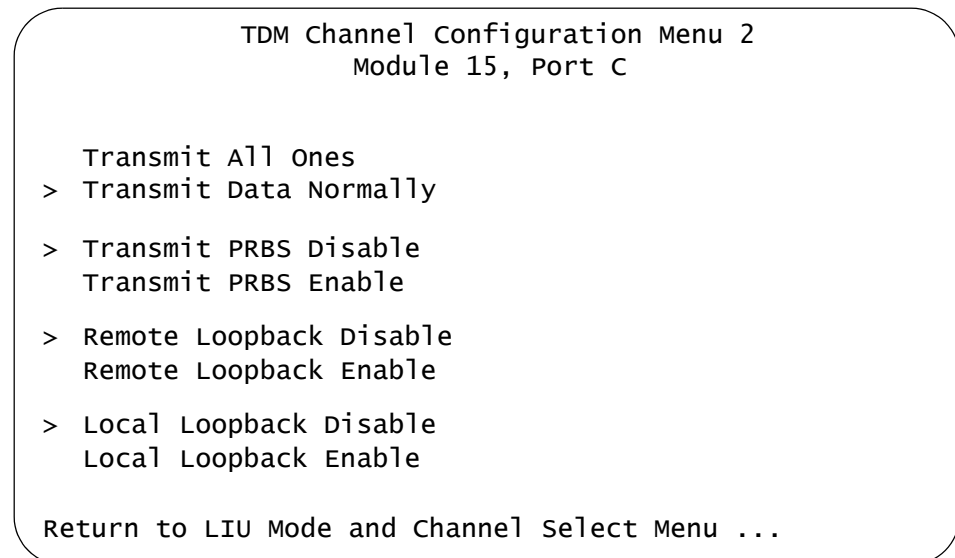 TDM Channel Configuration Menu 2
Module 15, Port C
Transmit All Ones
> Transmit Data Normally
> Transmit PRBS Disable
Transmit PRBS Enable
> Remote Loopback Disable
Remote Loopback Enable
> Local Loopback Disable
Local Loopback Enable
Return to LIU Mode and Channel Select Menu ...